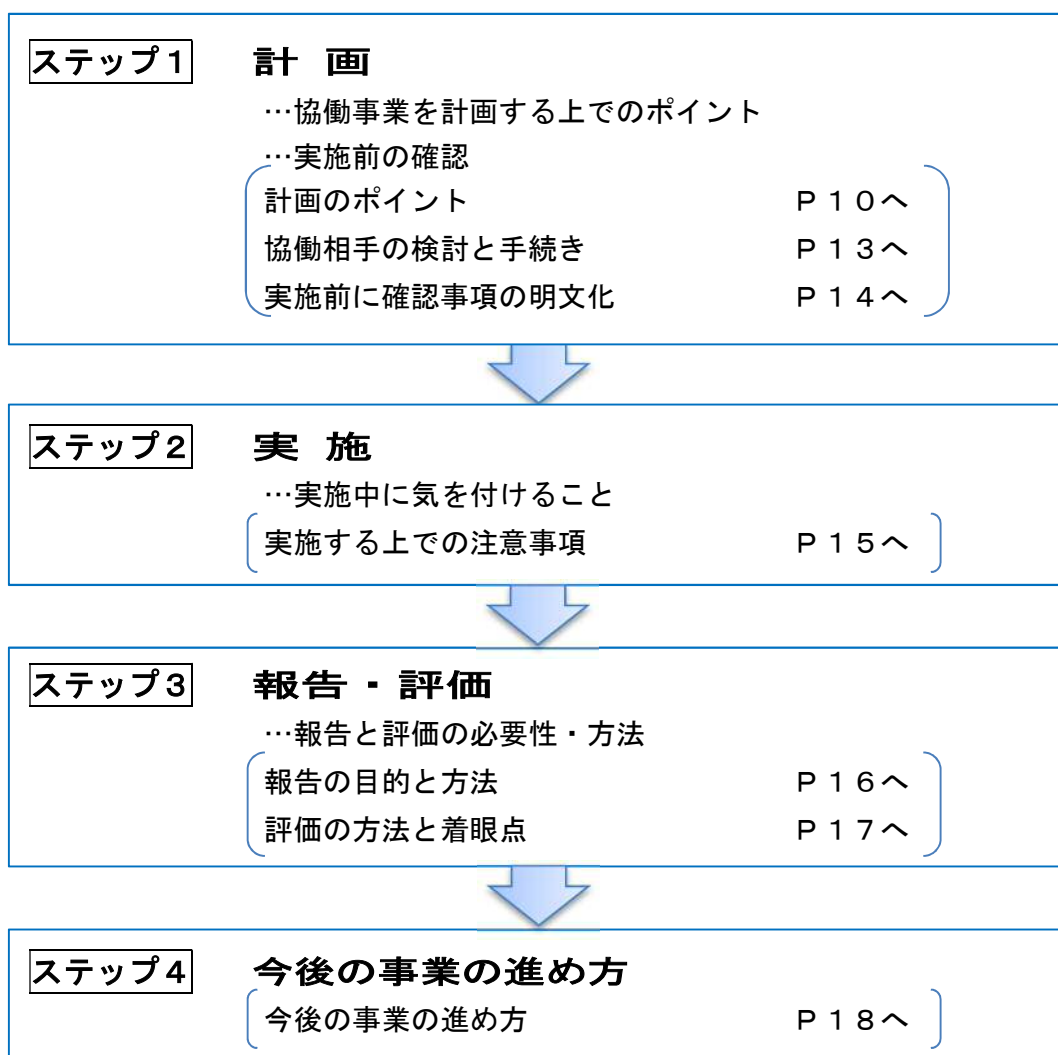 ステップ1 計 画
…協働事業を計画する上でのポイント
…実施前の確認
計画のポイント P10へ
協働相手の検討と手続き P13へ
実施前に確認事項の明文化 P14へ
ステップ2 実 施
…実施中に気を付けること
実施する上での注意事項 P15へ
ステップ3 報告・評価
…報告と評価の必要性・方法
報告の目的と方法 P16へ
評価の方法と着眼点 P17へ
ステップ4 今後の事業の進め方
今後の事業の進め方 P18へ